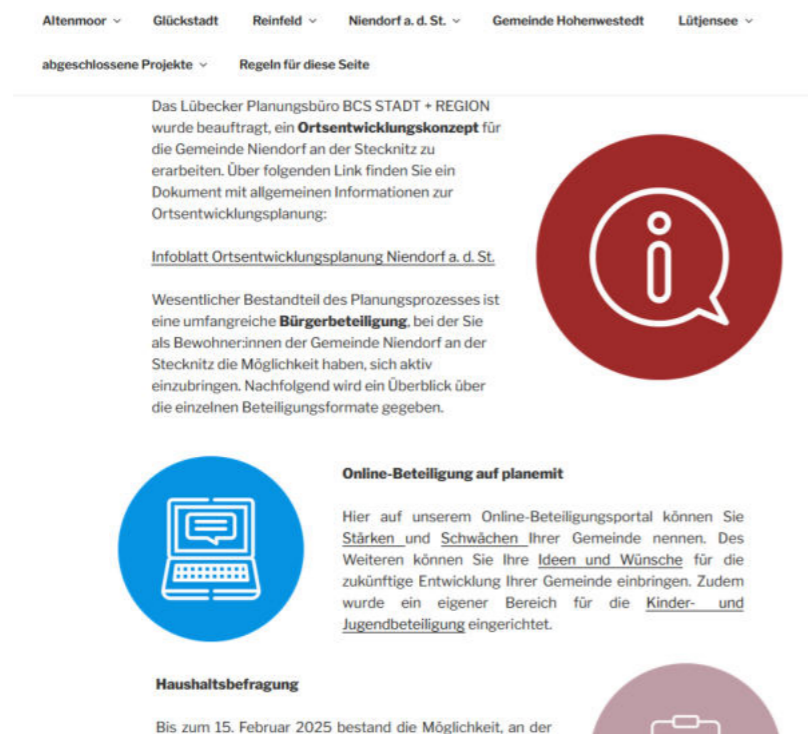 Altenmoor Glückstadt Reinfeld Niendorf a. d. St. Gemeinde Hohenwestedt Lütjensee
abgeschlossene Projekte Regeln für diese Seite
Das Lübecker Planungsbüro BCS STADT + REGION
wurde beauftragt, ein Ortsentwicklungskonzept für
die Gemeinde Niendorf an der Stecknitz zu
erarbeiten. Über folgenden Link finden Sie ein
Dokument mit allgemeinen Informationen zur
Ortsentwicklungsplanung:
Infoblatt Ortsentwicklungsplanung Niendorf a. d. St.
Wesentlicher Bestandteil des Planungsprozesses ist
eine umfangreiche Bürgerbeteiligung, bei der Sie
als Bewohner:innen der Gemeinde Niendorf an der
Stecknitz die Möglichkeit haben, sich aktiv
einzubringen. Nachfolgend wird ein Überblick über
die einzelnen Beteiligungsformate gegeben.
Online-Beteiligung auf planemit
Hier auf unserem Online-Beteiligungsportal können Sie
Stärken und Schwächen Ihrer Gemeinde nennen. Des
Weiteren können Sie Ihre Ideen und Wünsche für die
zukünftige Entwicklung Ihrer Gemeinde einbringen. Zudem
wurde ein eigener Bereich für die Kinder- und
Jugendbeteiligung eingerichtet.
Haushaltsbefragung
Bis zum 15. Februar 2025 bestand die Möglichkeit, an der